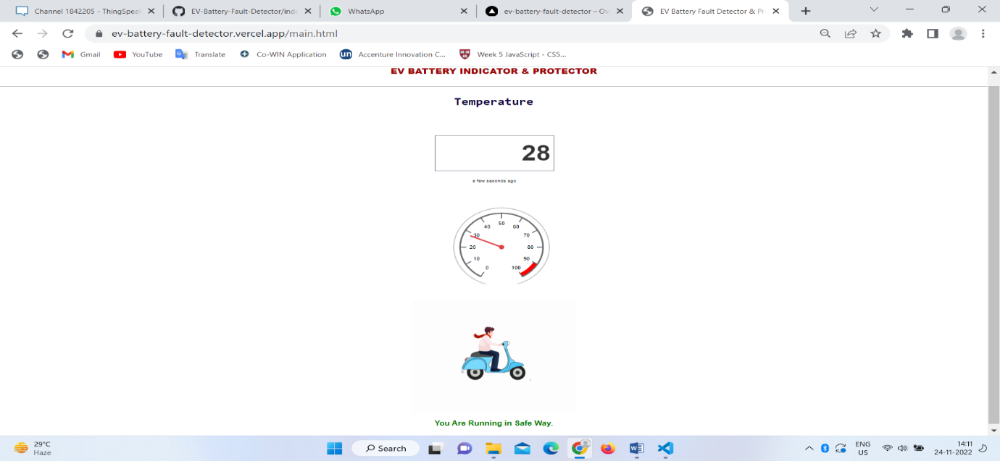 Channel 1842205 - ThingSpeak
EV-Battery-Fault-Detector/inde
WhatsApp
ev-battery-fault-detector – Ove
EV Battery Fault Detector & Pr
ev-battery-fault-detector.vercel.app/main.html
Gmail
YouTube
Translate
Co-WIN Application
un
Accenture Innovation C...
Week 5 JavaScript - CS5...
EV BATTERY INDICATOR & PROTECTOR
Temperature
28
a few seconds ago
0
10
20
30
40
50
60
70
80
90
100
You Are Running in Safe Way.
29°C
Haze
Search
ENG
US
14:11
24-11-2022